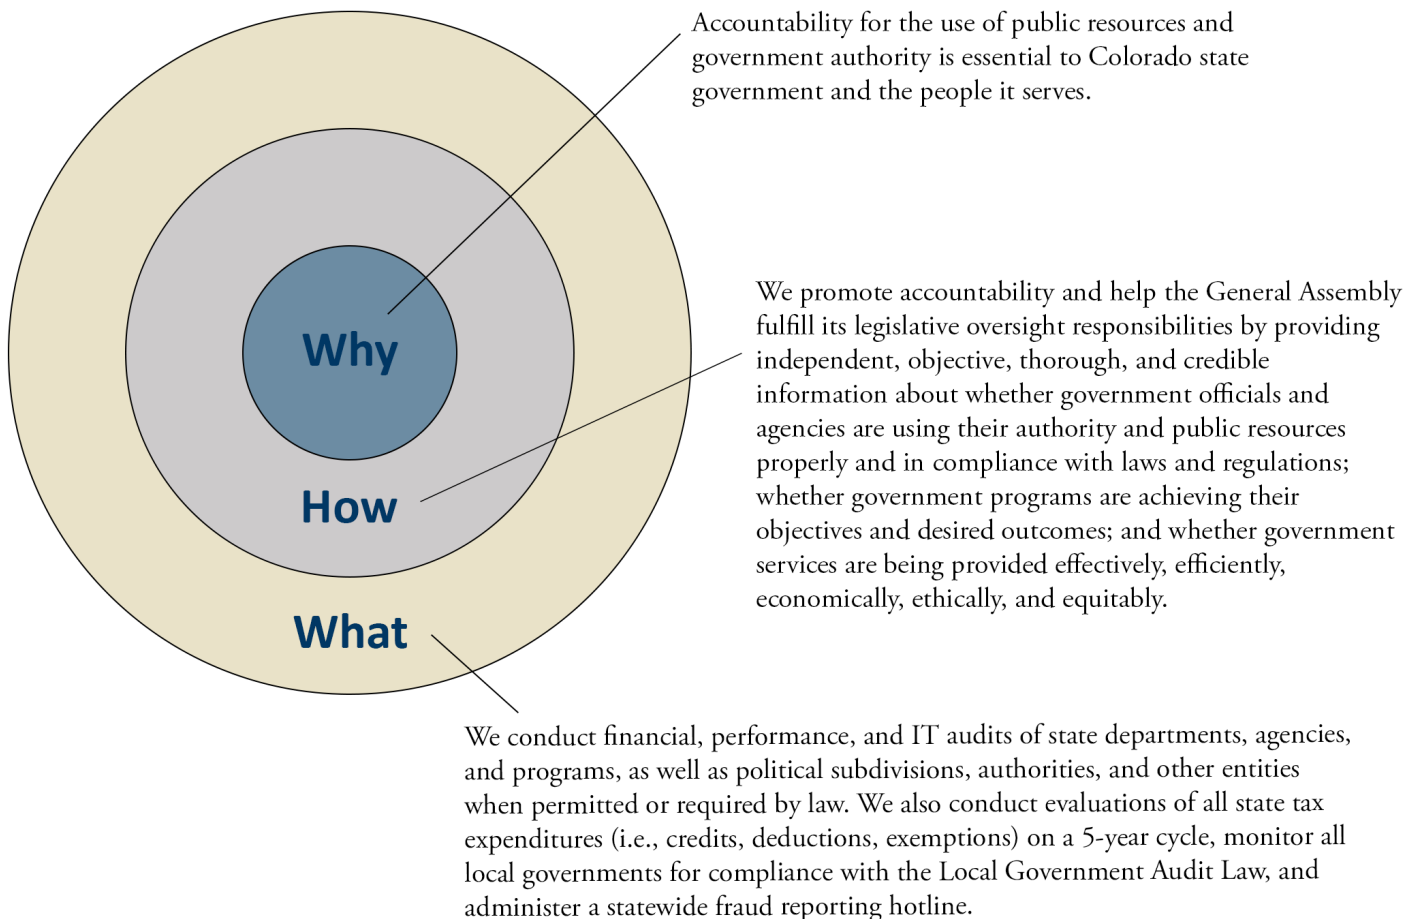 Accountability for the use of public resources and
government authority is essential to Colorado state
government and the people it serves.
Why
We promote accountability and help the General Assembly
fulfill its legislative oversight responsibilities by providing
independent, objective, thorough, and credible
information about whether government officials and
agencies are using their authority and public resources
properly and in compliance with laws and regulations;
whether government programs are achieving their
objectives and desired outcomes; and whether government
services are being provided effectively, efficiently,
economically, ethically, and equitably.
How
What
We conduct financial, performance, and IT audits of state departments, agencies,
and programs, as well as political subdivisions, authorities, and other entities
when permitted or required by law. We also conduct evaluations of all state tax
expenditures (i.e., credits, deductions, exemptions) on a 5-year cycle, monitor all
local governments for compliance with the Local Government Audit Law, and
administer a statewide fraud reporting hotline.